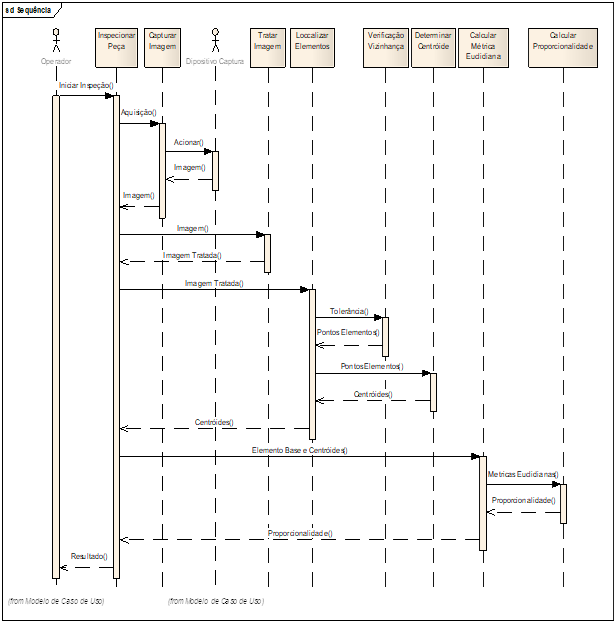 sd Sequência
Inspecionar
Peça
Capturar
Imagem
Tratar
Imagem
Loccalizar
Elementos
Verificação
Vizinhança
Determinar
Centróide
Calcular
Métrica
Euclidiana
Calcular
Proporcionalidade
Operador
Dipositivo Captura
Iniciar Inspeção()
Aquisição()
Acionar()
Imagem()
Imagem()
Imagem()
Imagem Tratada()
Imagem Tratada()
Tolerância()
Pontos Elementos()
PontosElementos()
Centróides()
Centróides()
Elemento Base e Centróides()
Metricas Euclidianas()
Proporcionalidade()
Proporcionalidade()
Resultado()
(from Modelo de Caso de Uso)
(from Modelo de Caso de Uso)